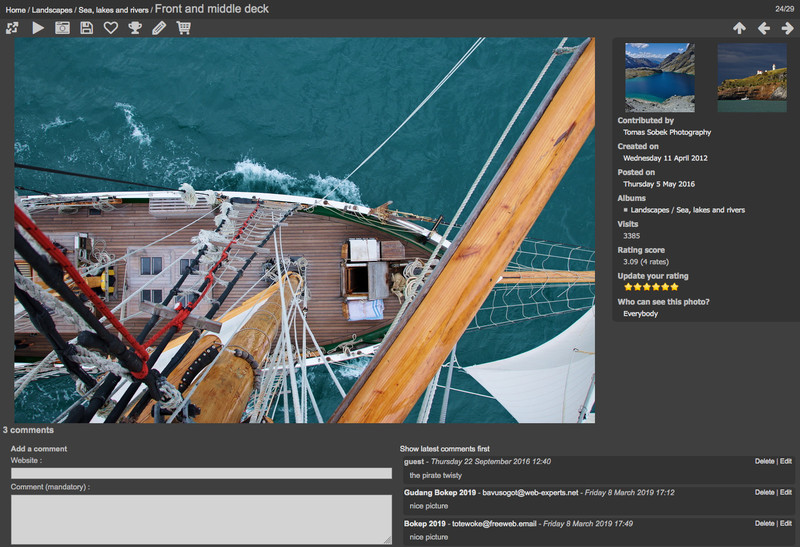 Home / Landscapes / Sea, lakes and rivers / Front and middle deck
24/29
Contributed by
Tomas Sobek Photography
Created on
Wednesday 11 April 2012
Posted on
Thursday 5 May 2016
Albums
Landscapes / Sea, lakes and rivers
Visits
3385
Rating score
3.09 (4 rates)
Update your rating
Who can see this photo?
Everybody
3 comments
Add a comment
Website :
Comment (mandatory) :
Show latest comments first
guest - Thursday 22 September 2016 12:40
Delete | Edit
the pirate twisty
Gudang Bokep 2019 - bavusogot@web-experts.net - Friday 8 March 2019 17:12
Delete | Edit
nice picture
Bokep 2019 - totewoke@freeweb.email - Friday 8 March 2019 17:49
Delete | Edit
nice picture